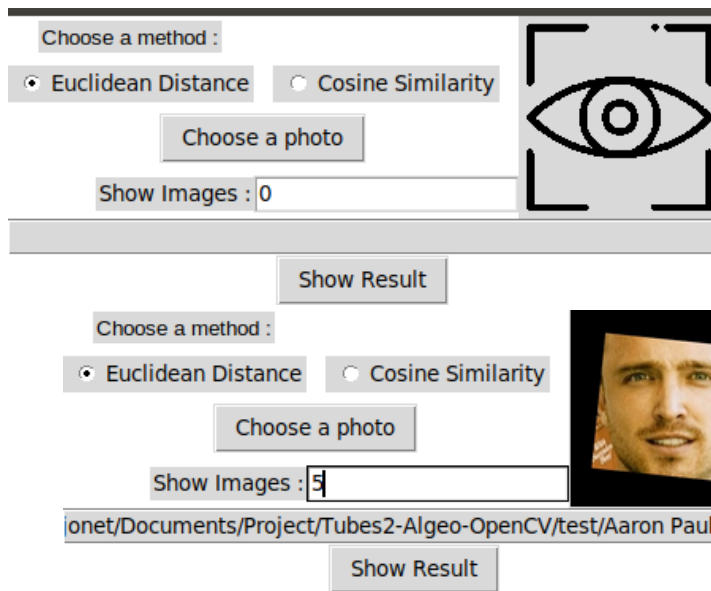 Choose a method :
Euclidean Distance Cosine Similarity
Choose a photo
Show Images : 0
Show Result
Choose a method :
Euclidean Distance Cosine Similarity
Choose a photo
Show Images : 5
jonet/Documents/Project/Tubes2-Algeo-OpenCV/test/Aaron Paul
Show Result